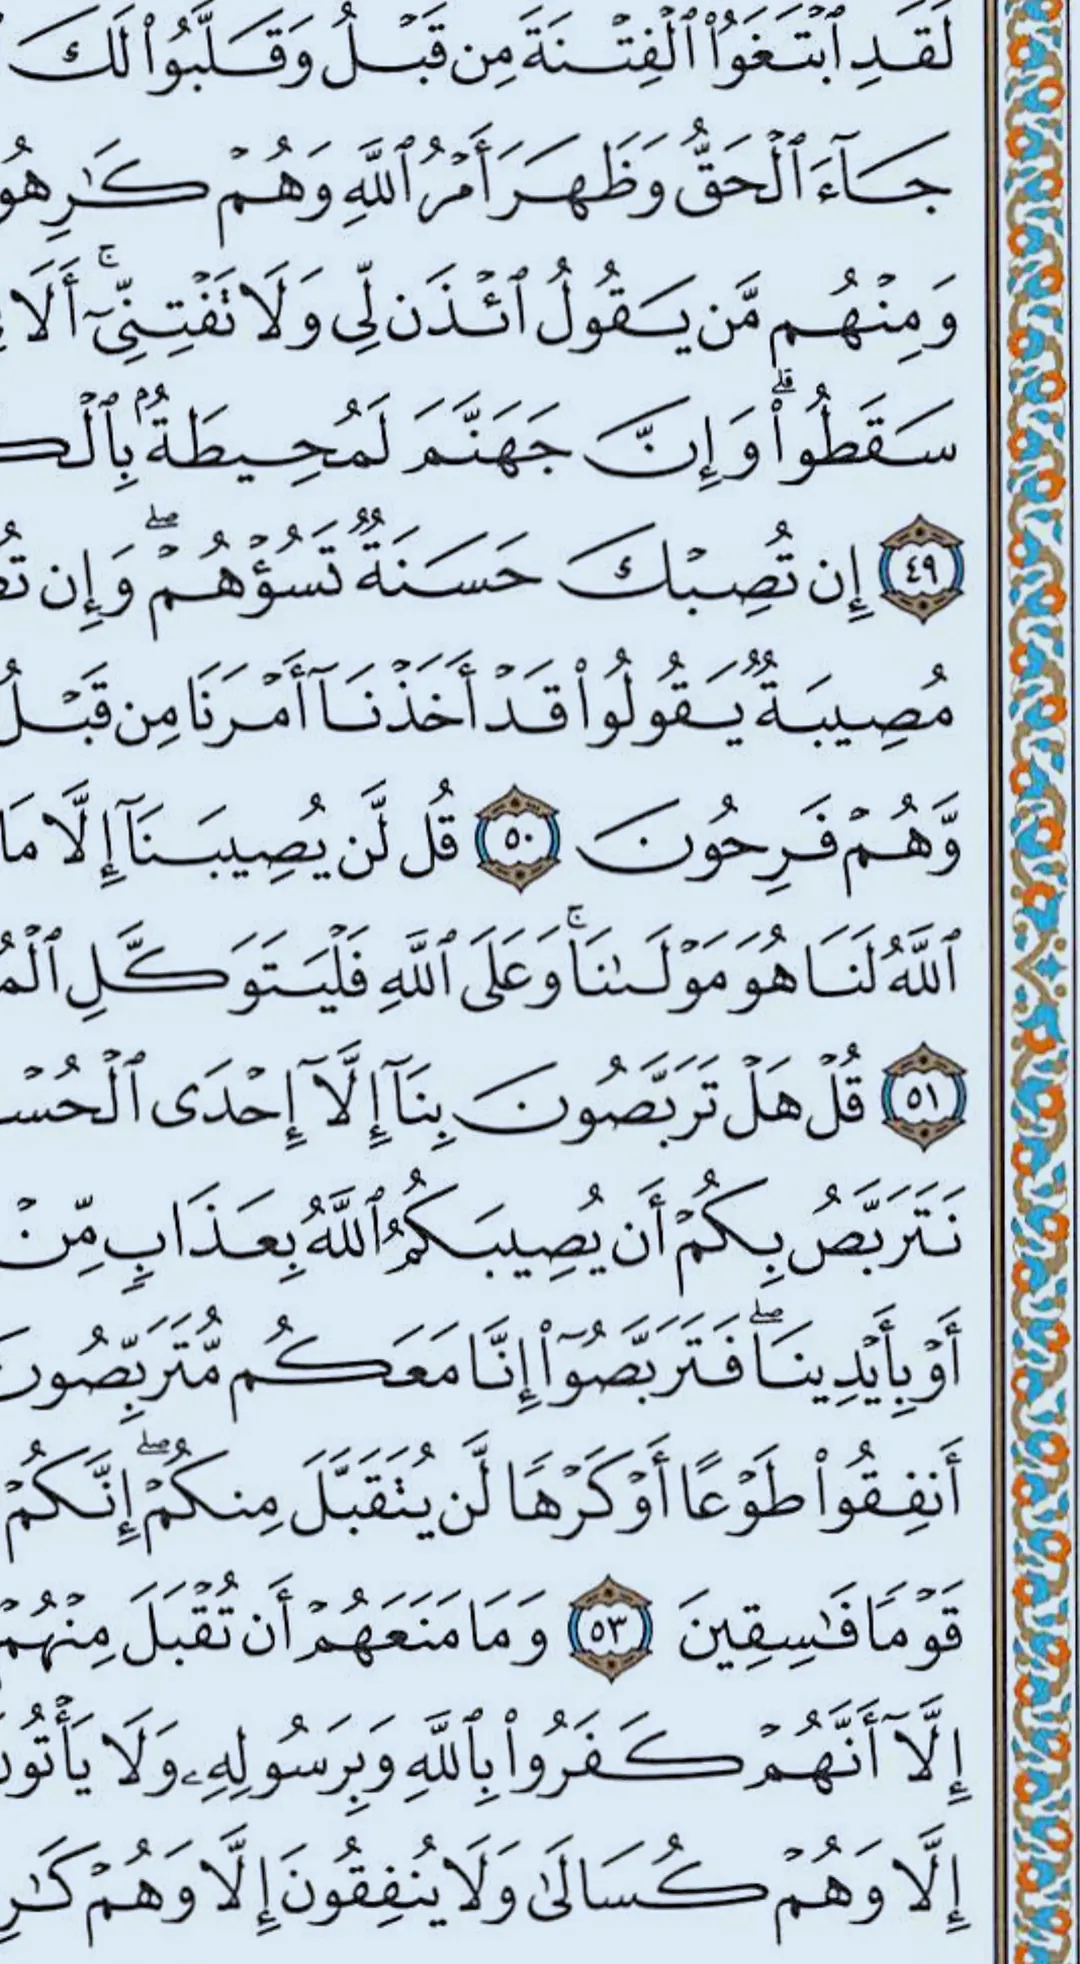 لَقَدِ ٱبۡتَغَوُاْ ٱلۡفِتۡنَةَ مِن قَبۡلُ وَقَلَّبُواْ لَكَ
جَآءَ ٱلۡحَقُّ وَظَهَرَ أَمۡرُ ٱللَّهِ وَهُمۡ كَٰرِهُو
وَمِنۡهُم مَّن يَقُولُ ٱئۡذَن لِّي وَلَا تَفۡتِنِّيٓۚ أَلَا
سَقَطُواْۗ وَإِنَّ جَهَنَّمَ لَمُحِيطَةُۢ بِٱلۡكَ
٤٩ إِن تُصِبۡكَ حَسَنَةٞ تَسُؤۡهُمۡۖ وَإِن تُ
مُصِيبَةٞ يَقُولُواْ قَدۡ أَخَذۡنَآ أَمۡرَنَا مِن قَبۡلُ
وَّهُمۡ فَرِحُونَ ٥٠ قُل لَّن يُصِيبَنَآ إِلَّا مَا
ٱللَّهُ لَنَا هُوَ مَوۡلَىٰنَاۚ وَعَلَى ٱللَّهِ فَلۡيَتَوَكَّلِ ٱلۡمُ
٥١ قُلۡ هَلۡ تَرَبَّصُونَ بِنَآ إِلَّآ إِحۡدَى ٱلۡحُسۡ
نَتَرَبَّصُ بِكُمۡ أَن يُصِيبَكُمُ ٱللَّهُ بِعَذَابٖ مِّنۡ
أَوۡ بِأَيۡدِينَاۖ فَتَرَبَّصُوٓاْ إِنَّا مَعَكُم مُّتَرَبِّصُونَ
أَنفِقُواْ طَوۡعًا أَوۡ كَرۡهٗا لَّن يُتَقَبَّلَ مِنكُمۡۖ إِنَّكُمۡ
قَوۡمٗا فَٰسِقِينَ ٥٣ وَمَا مَنَعَهُمۡ أَن تُقۡبَلَ مِنۡهُمۡ
إِلَّآ أَنَّهُمۡ كَفَرُواْ بِٱللَّهِ وَبِرَسُولِهِۦ وَلَا يَأۡتُونَ
إِلَّا وَهُمۡ كُسَالَىٰ وَلَا يُنفِقُونَ إِلَّا وَهُمۡ كَٰرِ